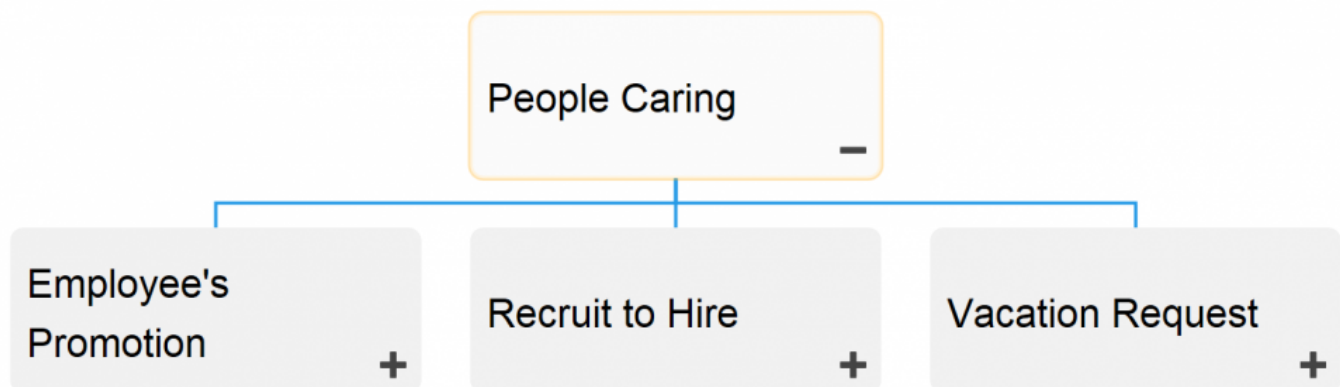 People Caring
Employee's
Promotion
Recruit to Hire
Vacation Request